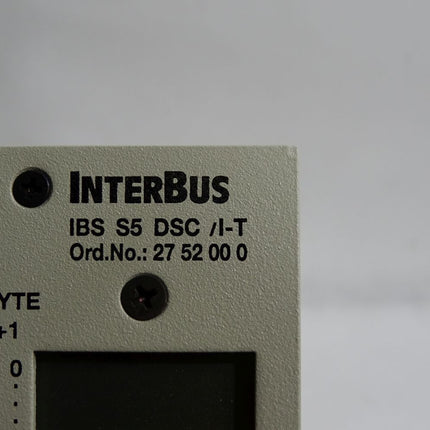 INTERBUS
IBS S5 DSC /I-T
Ord.No.: 27 52 00 0
YTE
+1
0